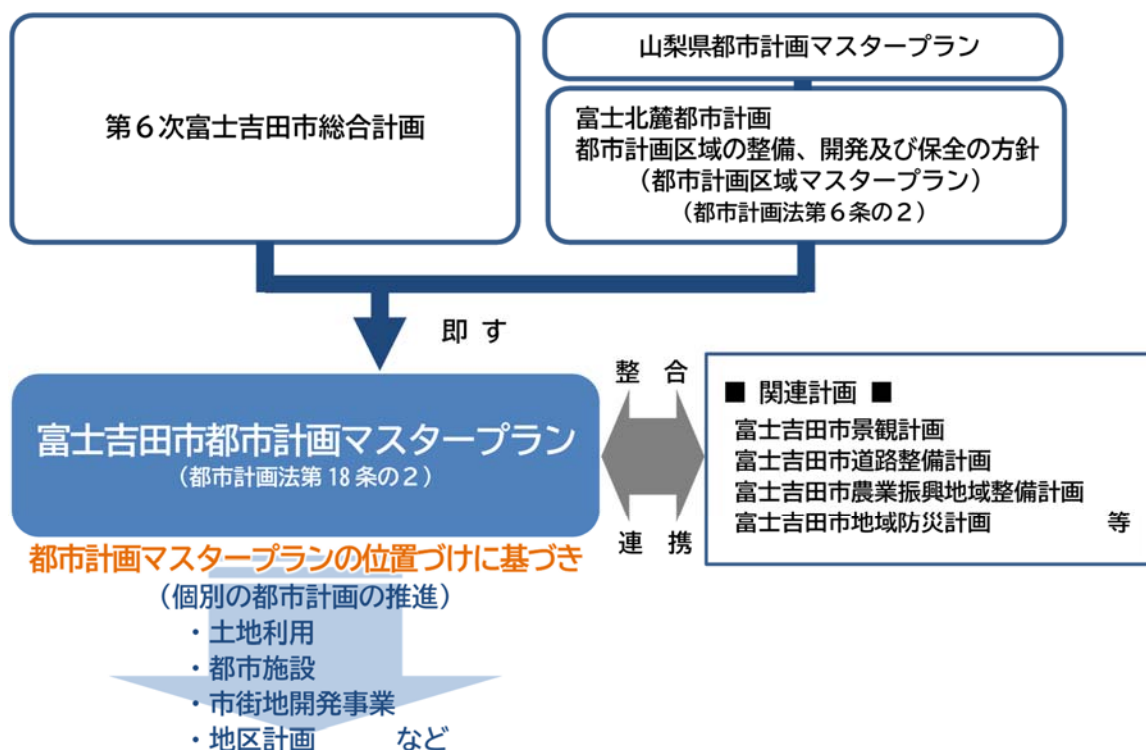 第６次富士吉田市総合計画
山梨県都市計画マスタープラン
富士北麓都市計画
都市計画区域の整備、開発及び保全の方針
（都市計画区域マスタープラン）
（都市計画法第６条の２）
即 す
富士吉田市都市計画マスタープラン
（都市計画法第 18 条の２）
整 合
連 携
■ 関連計画 ■
富士吉田市景観計画
富士吉田市道路整備計画
富士吉田市農業振興地域整備計画
富士吉田市地域防災計画 等
都市計画マスタープランの位置づけに基づき
（個別の都市計画の推進）
・土地利用
・都市施設
・市街地開発事業
・地区計画 など